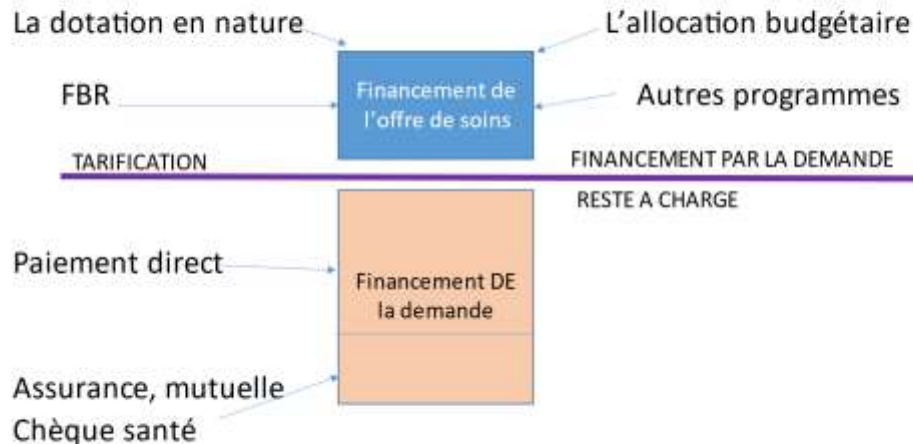 La dotation en nature
L'allocation budgétaire
FBR
Financement de
l'offre de soins
Autres programmes
TARIFICATION
FINANCEMENT PAR LA DEMANDE
RESTE A CHARGE
Paiement direct
Financement DE
la demande
Assurance, mutuelle
Chèque santé